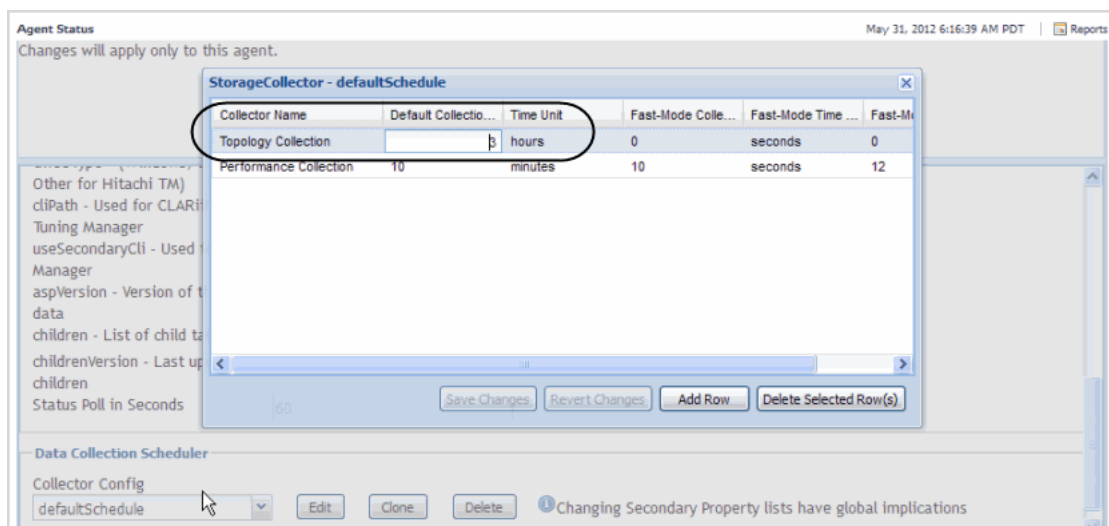 Agent Status
May 31, 2012 6:16:39 AM PDT
Reports
Changes will apply only to this agent.
StorageCollector - defaultSchedule
Collector Name Default Collectio... Time Unit Fast-Mode Colle... Fast-Mode Time ... Fast-Mo
Topology Collection 3 hours 0 seconds 0
Performance Collection 10 minutes 10 seconds 12
Other for Hitachi TM)
cliPath - Used for CLARii
Tuning Manager
useSecondaryCli - Used f
Manager
aspVersion - Version of t
data
children - List of child ta
childrenVersion - Last up
children
Status Poll in Seconds 60
Save Changes Revert Changes Add Row Delete Selected Row(s)
Data Collection Scheduler
Collector Config
defaultSchedule Edit Clone Delete Changing Secondary Property lists have global implications